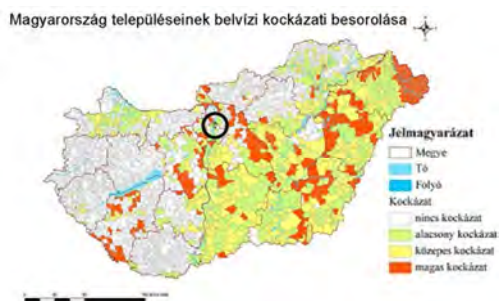 Magyarország településeinek belvízi kockázati besorolása
Jelmagyarázat
Megye
Tó
Folyó
Kockázat
nincs kockázat
alacsony kockázat
közepes kockázat
magas kockázat